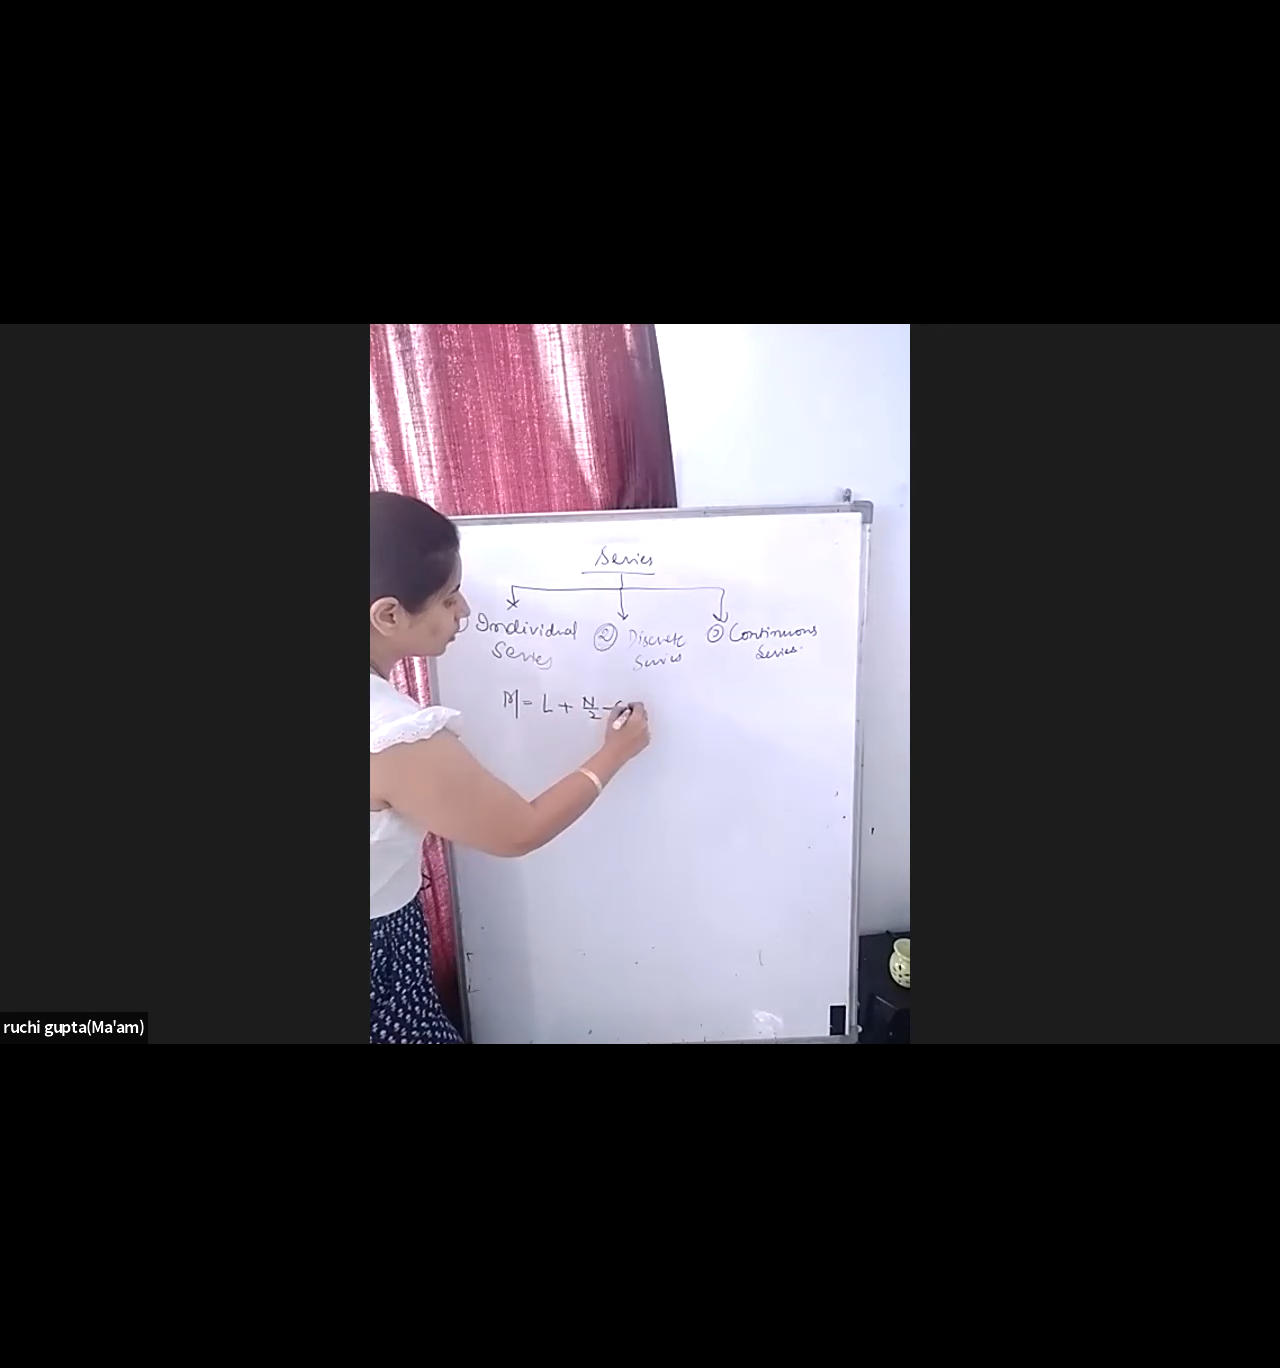 Series
Individual Series
② Discrete Series
③ Continuous Series
M = L + N/2 - C
ruchi gupta(Ma'am)